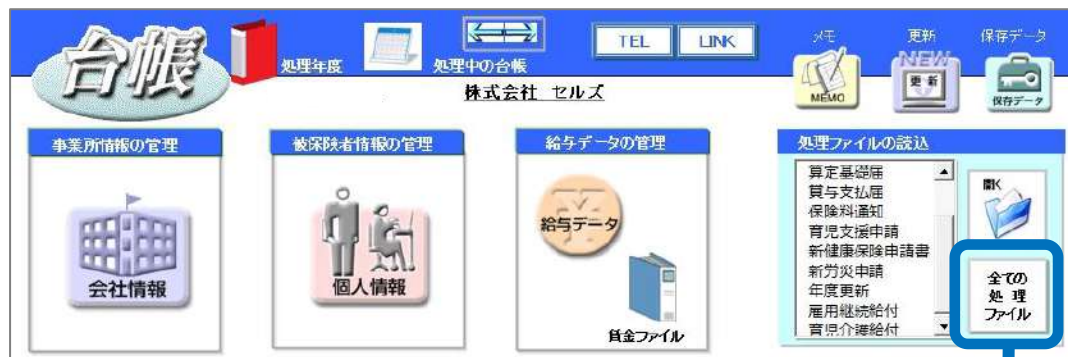 台帳
処理年度
処理中の台帳
TEL
LINK
メモ
更新
保存データ
MEMO
NEW
更新
保存データ
株式会社 セルズ
事業所情報の管理
被保険者情報の管理
給与データの管理
処理ファイルの読込
会社情報
個人情報
給与データ
賃金ファイル
算定基礎届
賞与支払届
保険料通知
育児支援申請
新健康保険申請書
新労災申請
年度更新
雇用継続給付
育児介護給付
開く
全ての
処 理
ファイル